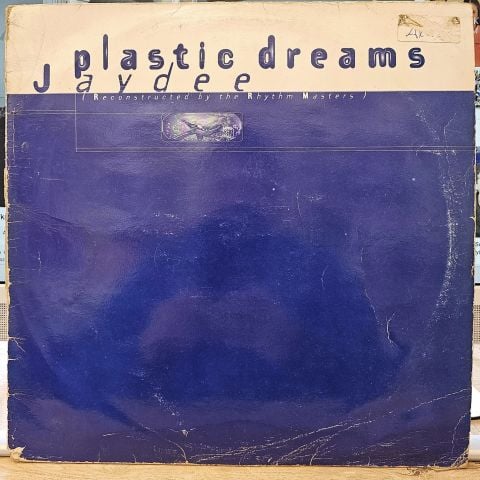 plastic dreams
Jaydee
( Reconstructed by the Rhythm Masters )